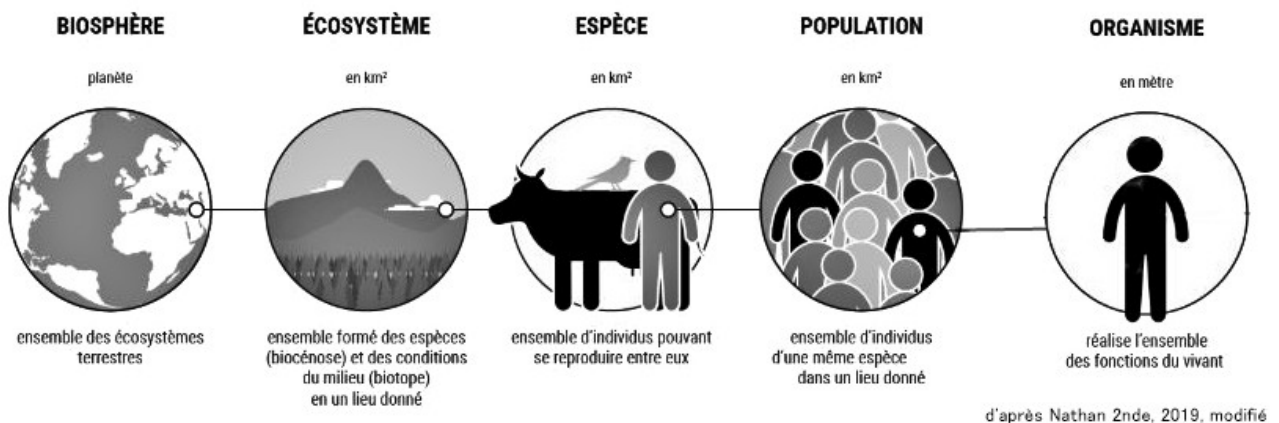 BIOSPHÈRE
planète
ensemble des écosystèmes
terrestres
ÉCOSYSTÈME
en km²
ensemble formé des espèces
(biocénose) et des conditions
du milieu (biotope)
en un lieu donné
ESPÈCE
en km²
ensemble d'individus pouvant
se reproduire entre eux
POPULATION
en km²
ensemble d'individus
d'une même espèce
dans un lieu donné
ORGANISME
en mètre
réalise l'ensemble
des fonctions du vivant
d'après Nathan 2nde, 2019, modifié